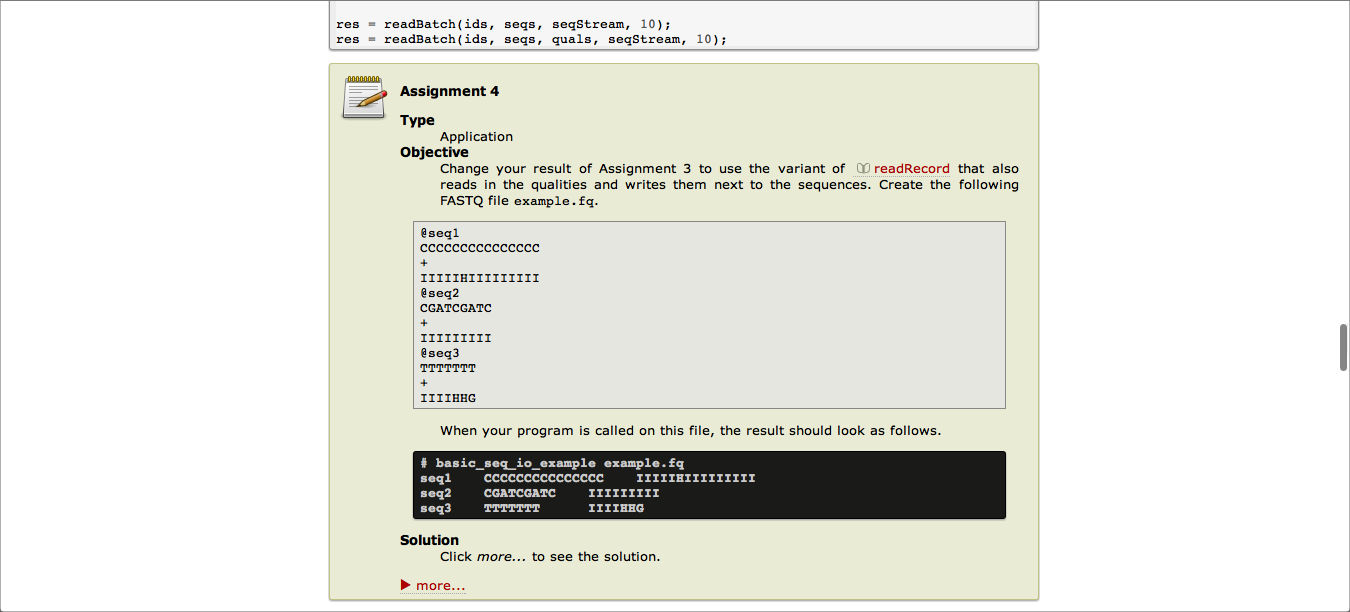 res = readBatch(ids, seqs, seqStream, 10);
res = readBatch(ids, seqs, quals, seqStream, 10);
Assignment 4
Type
Application
Objective
Change your result of Assignment 3 to use the variant of readRecord that also
reads in the qualities and writes them next to the sequences. Create the following
FASTQ file example.fq.
@seq1
CCCCCCCCCCCCCCC
+
IIIIIHIIIIIIIII
@seq2
CGATCGATC
+
IIIIIIIII
@seq3
TTTTTTT
+
IIIIHHG
When your program is called on this file, the result should look as follows.
# basic_seq_io_example example.fq
seq1    CCCCCCCCCCCCCCC    IIIIIHIIIIIIIII
seq2    CGATCGATC    IIIIIIIII
seq3    TTTTTTT      IIIIHHG
Solution
Click more... to see the solution.
more...